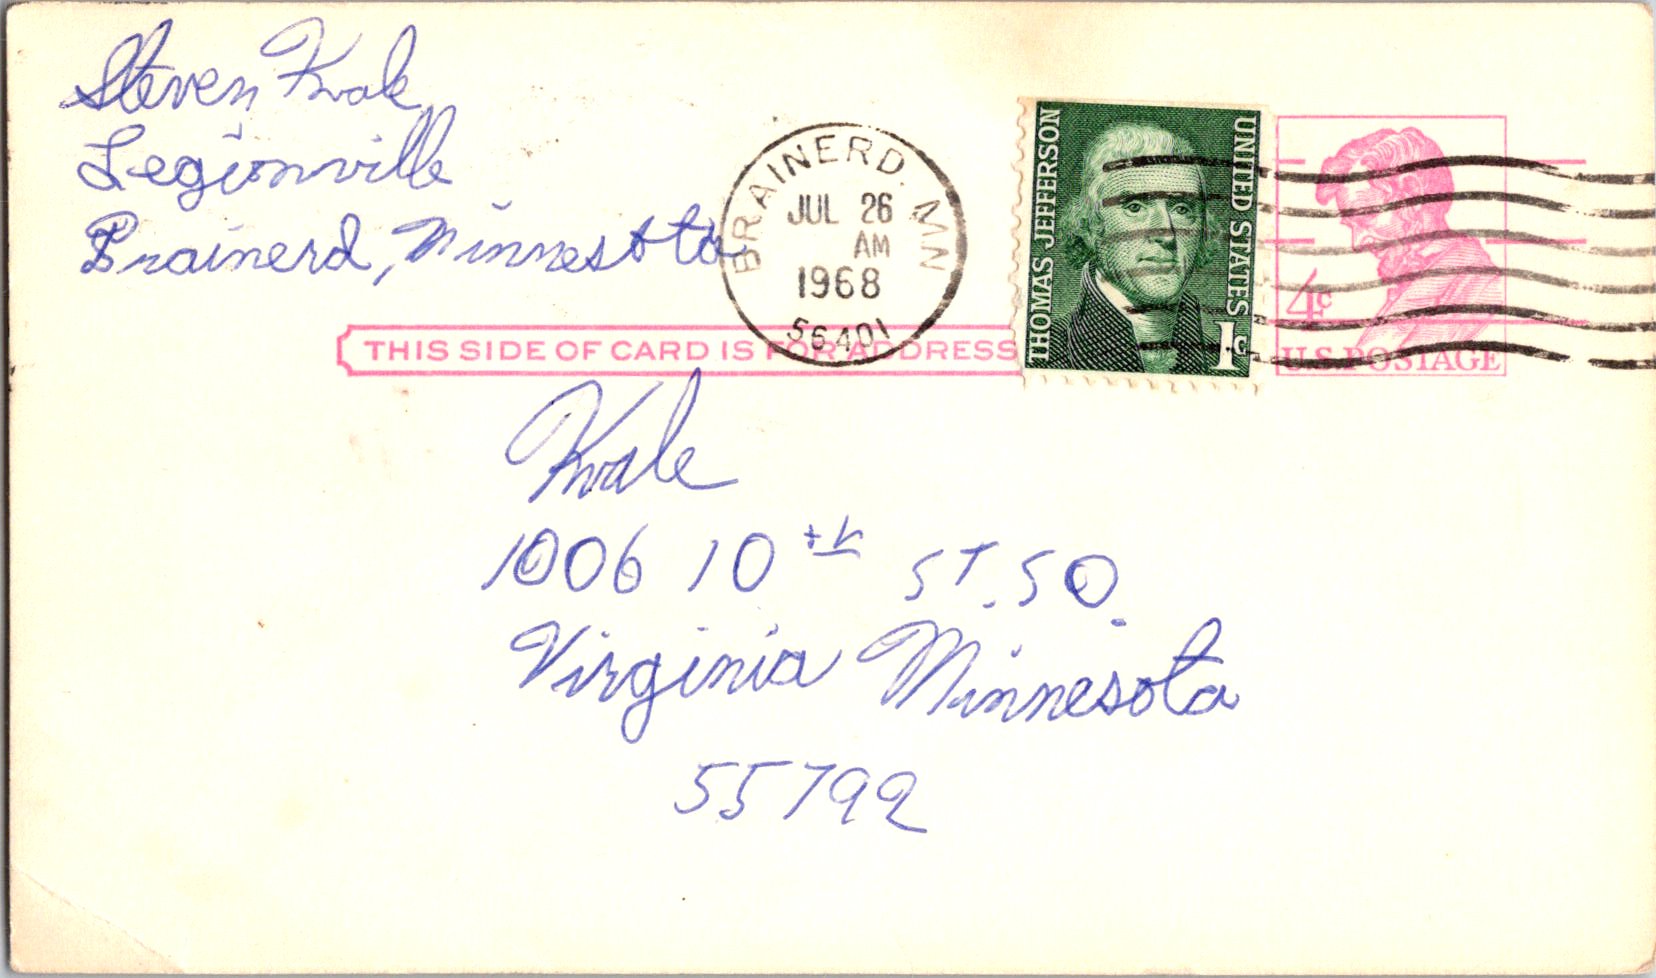 Steven Kvale
Legionville
Brainerd, Minnesota
BRAINERD, MN
JUL 26
AM
1968
56401
THOMAS JEFFERSON
UNITED STATES
1c
4c
U.S. POSTAGE
THIS SIDE OF CARD IS FOR ADDRESS
Kvale
1006 10th ST. SO.
Virginia Minnesota
55792